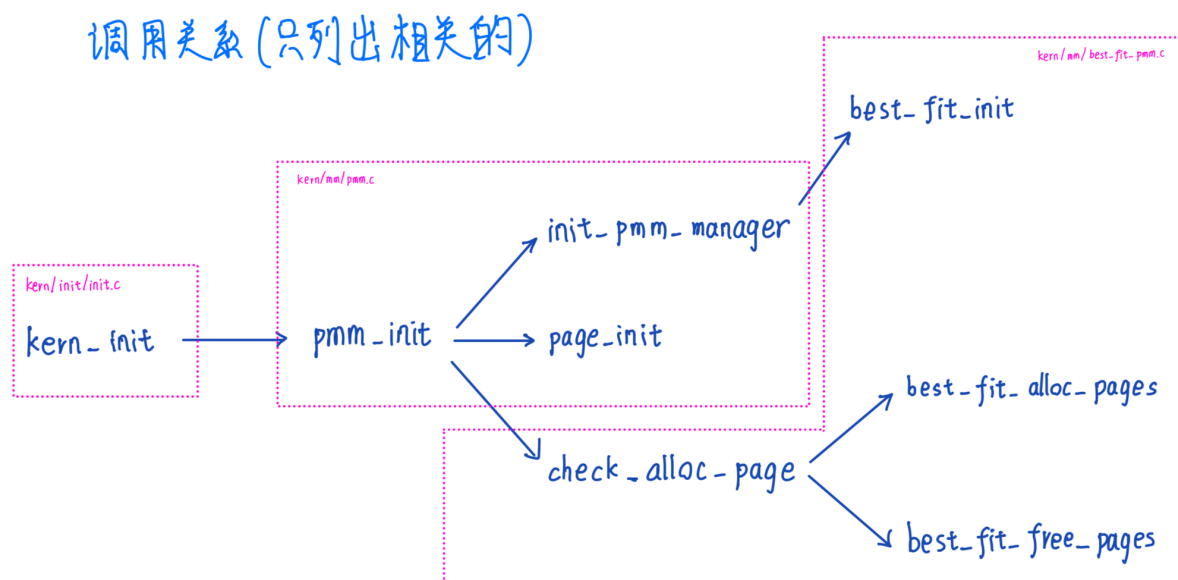 调用关系(只列出相关的)
kern/mm/best_fit_pmm.c
best_fit_init
kern/mm/pmm.c
init_pmm_manager
kern/init/init.c
kern_init
pmm_init
page_init
best_fit_alloc_pages
check_alloc_page
best_fit_free_pages